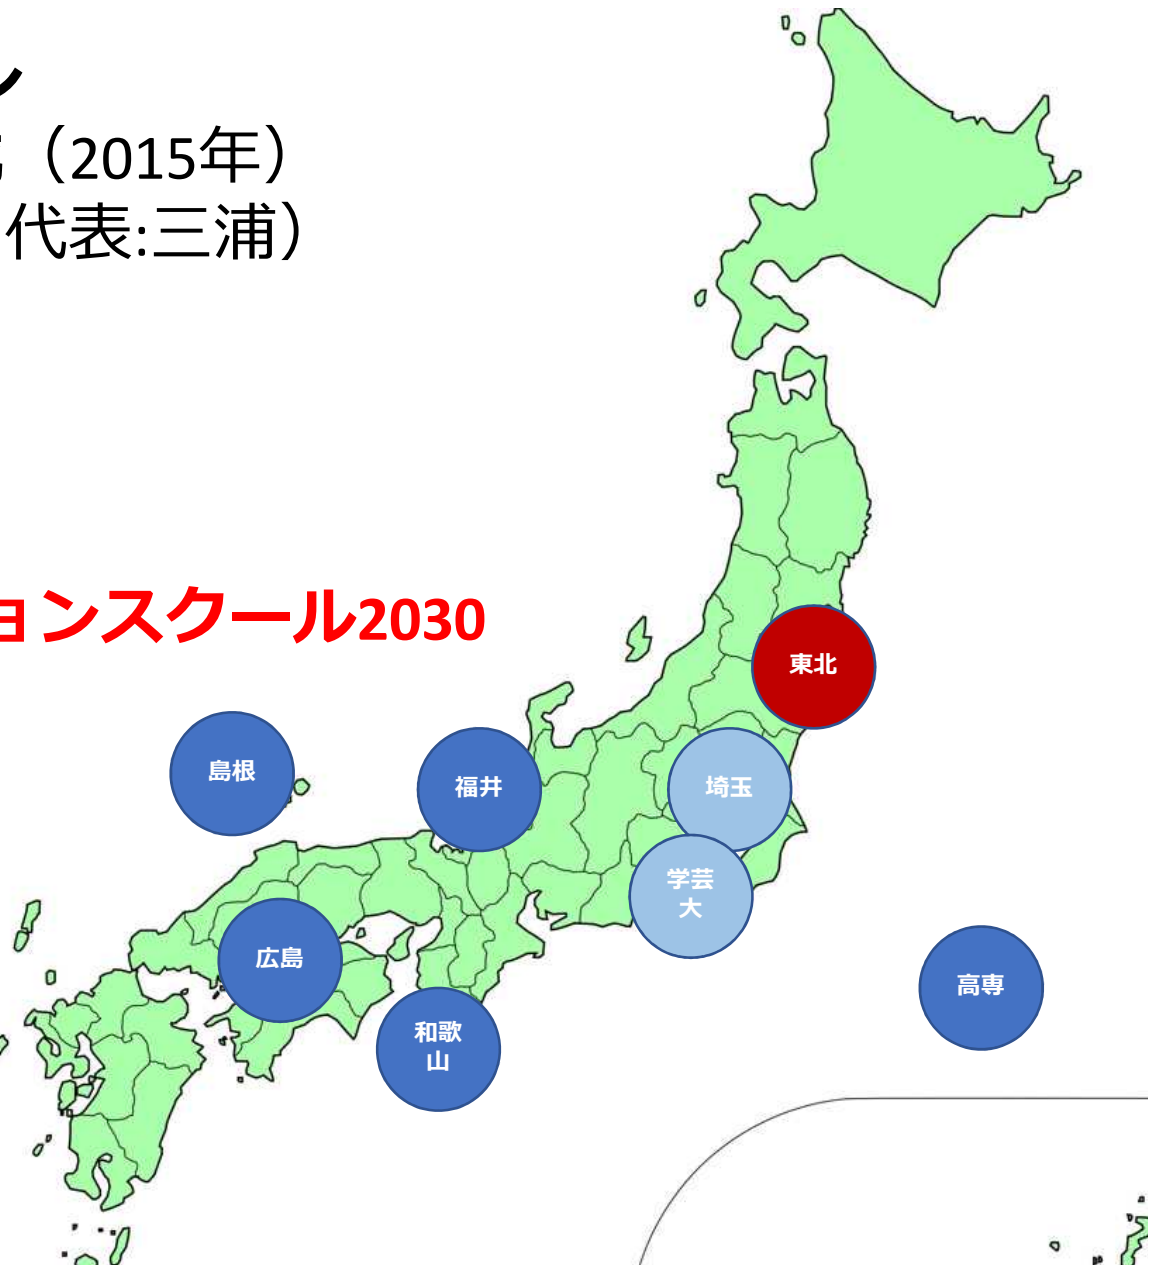 ル
（2015年）
代表:三浦）
ョンスクール2030
東北
島根
福井
埼玉
学芸
大
広島
高専
和歌
山